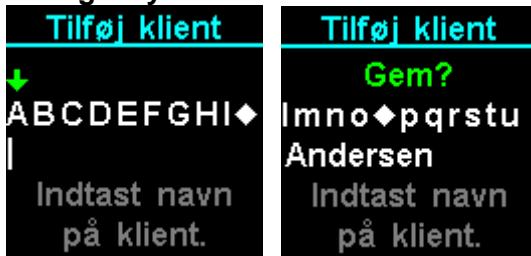 Tilføj klient
ABCDEFGHI◆
Indtast navn
på klient.
Tilføj klient
Gem?
lmno◆pqrstu
Andersen
Indtast navn
på klient.